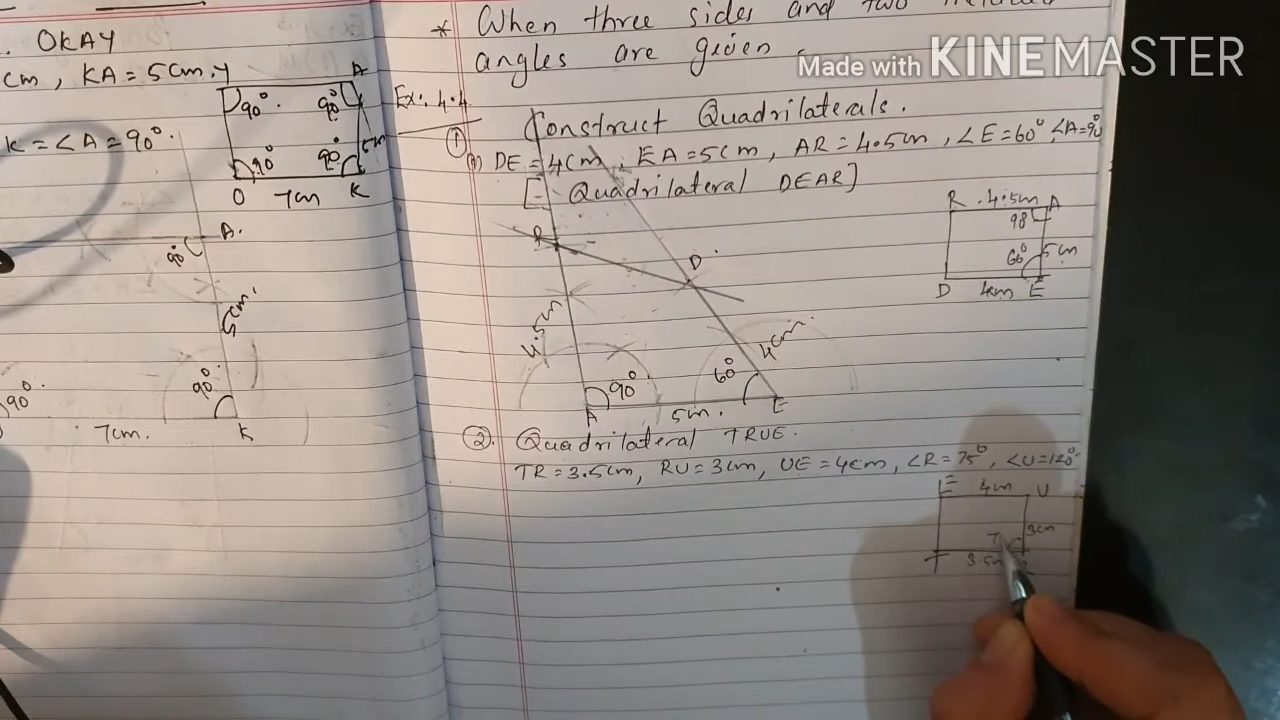 . OKAY
cm, KA = 5cm, Y
K = ∠A = 90°.
A
90°.
90°
5cm
90°
90°
O 7cm K
A.
90°
5cm.
90°.
90°
7cm.
K
* When three sides and two
angles are given.
Made with KINEMASTER
Ex. 4.4
Construct Quadrilaterals.
①
DE = 4cm, EA = 5cm, AR = 4.5cm, ∠E = 60°, ∠A = 90°
[- Quadrilateral DEAR]
R . 4.5cm A
60° 5cm
D 4cm E
R
D
4.5cm
4cm.
90°
60°
A 5cm. E
②. Quadrilateral TRUE.
TR = 3.5cm, RU = 3cm, UE = 4cm, ∠R = 75°, ∠U = 120°
E 4cm U
3cm
T 3.5